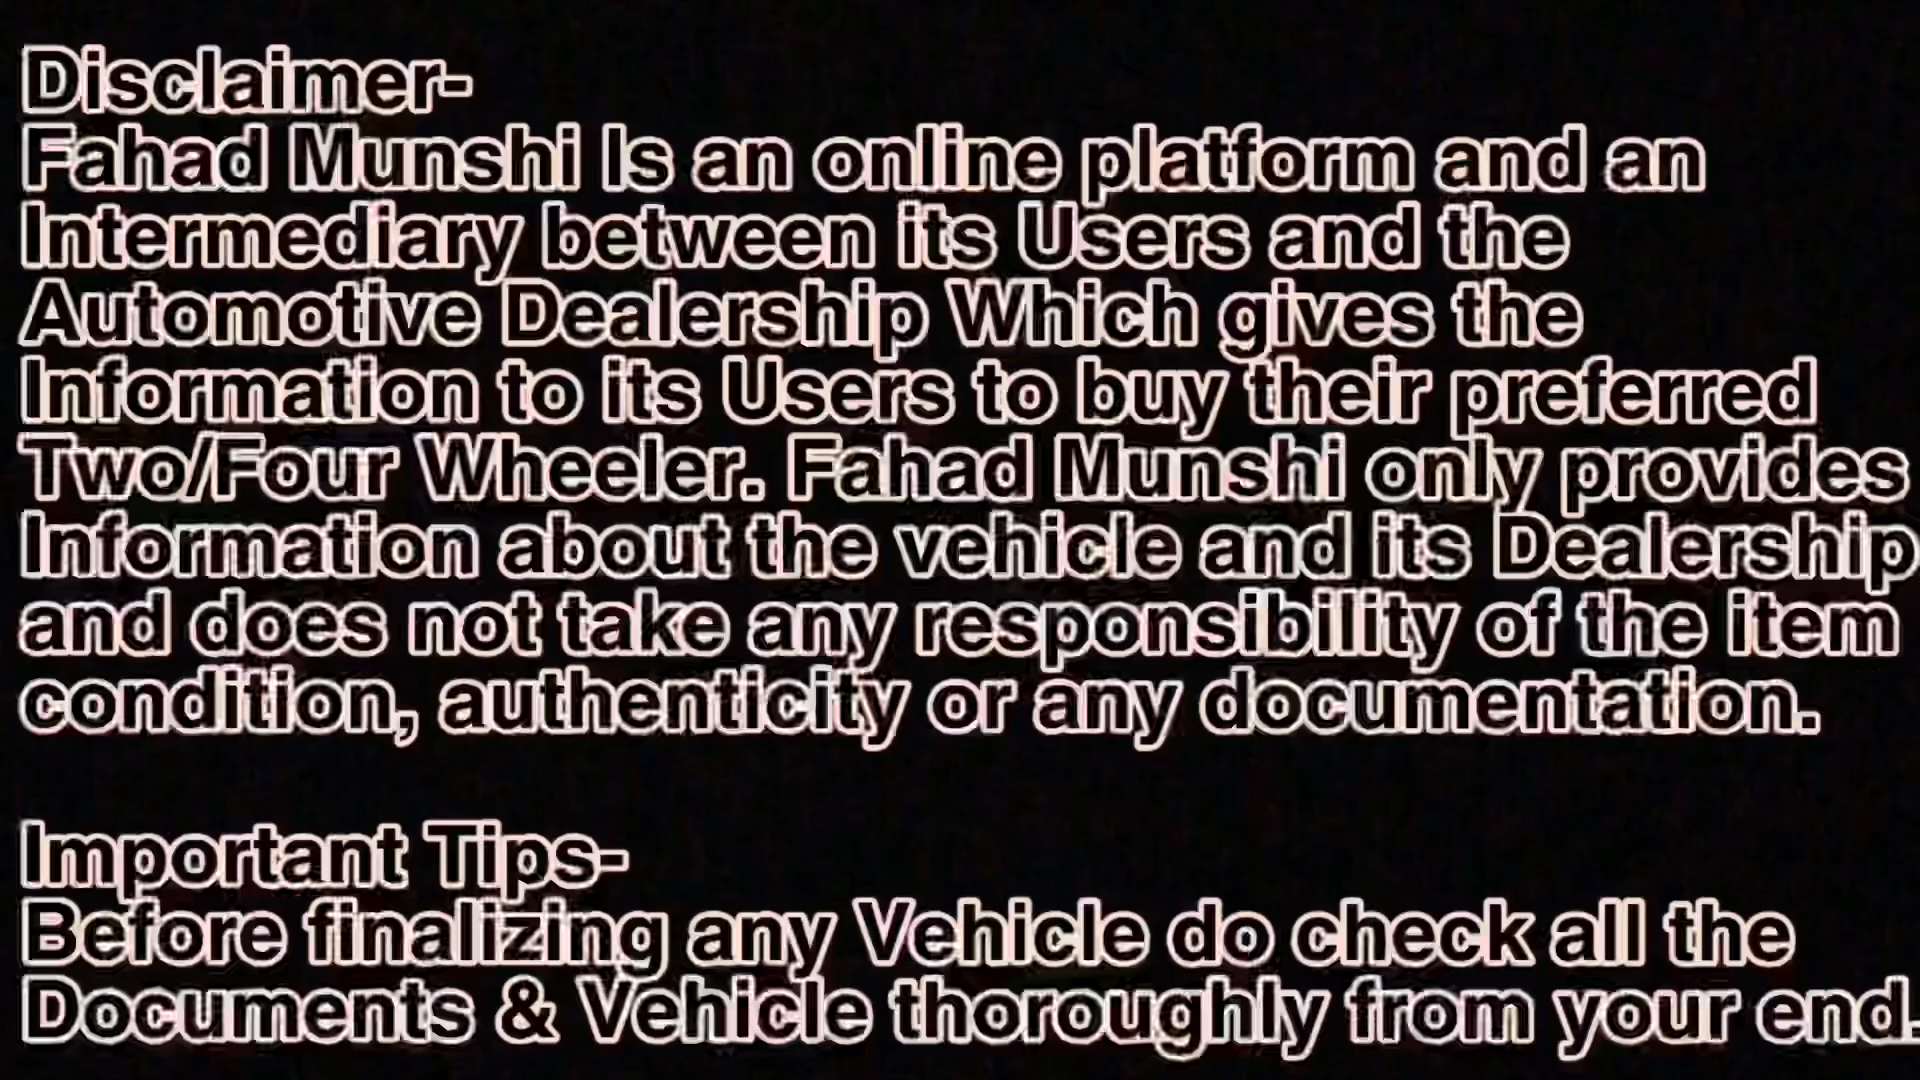 Disclaimer-
Fahad Munshi Is an online platform and an
Intermediary between its Users and the
Automotive Dealership Which gives the
Information to its Users to buy their preferred
Two/Four Wheeler. Fahad Munshi only provides
Information about the vehicle and its Dealership
and does not take any responsibility of the item
condition, authenticity or any documentation.
Important Tips-
Before finalizing any Vehicle do check all the
Documents & Vehicle thoroughly from your end.